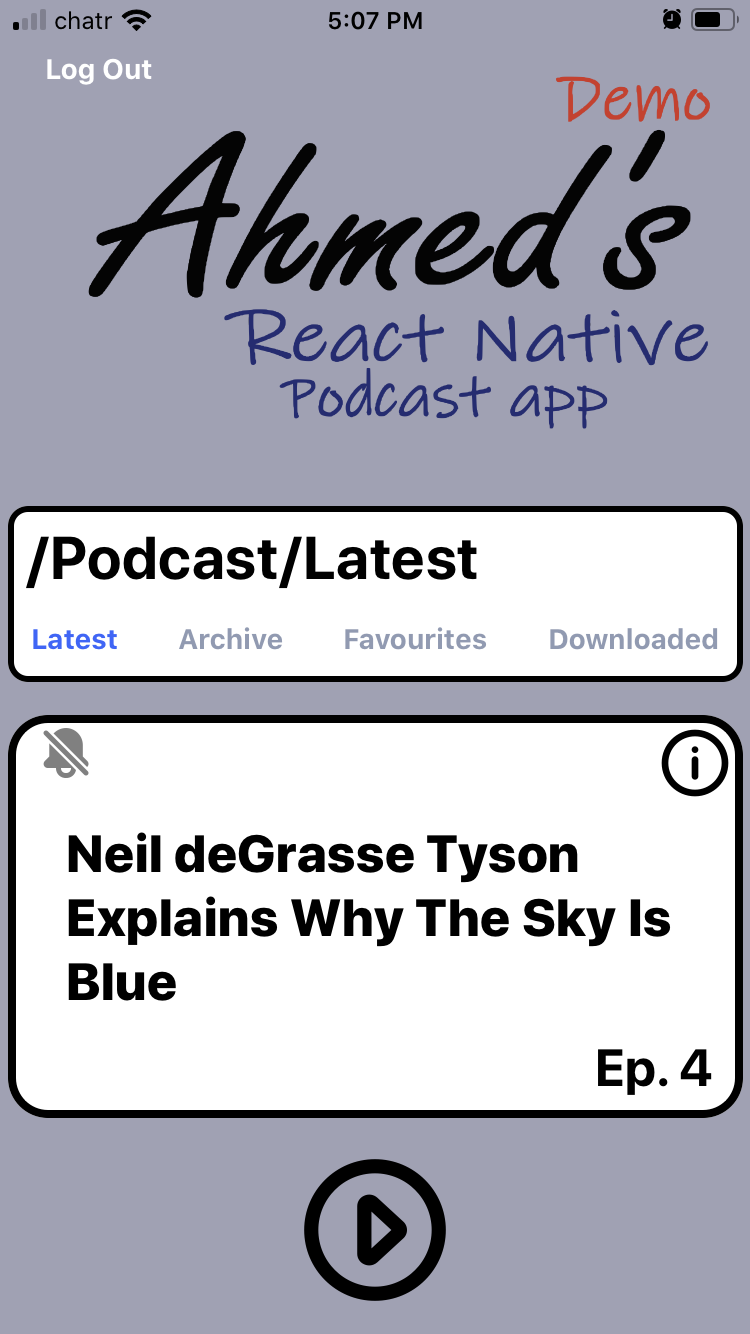 chatr 5:07 PM
Log Out
Demo
Ahmed's
React Native
Podcast app
/Podcast/Latest
Latest Archive Favourites Downloaded
Neil deGrasse Tyson
Explains Why The Sky Is
Blue
Ep. 4